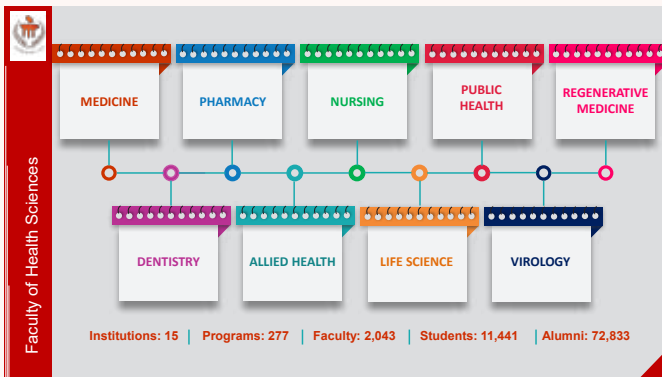 Faculty of Health Sciences
MEDICINE
PHARMACY
NURSING
PUBLIC
HEALTH
REGENERATIVE
MEDICINE
DENTISTRY
ALLIED HEALTH
LIFE SCIENCE
VIROLOGY
Institutions: 15 | Programs: 277 | Faculty: 2,043 | Students: 11,441 | Alumni: 72,833